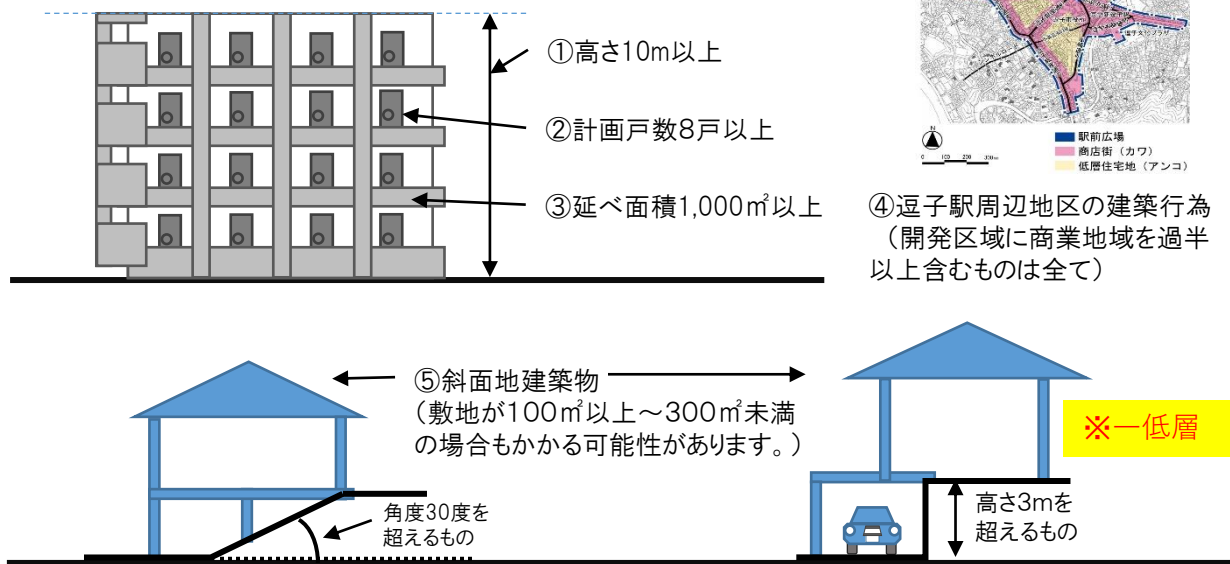 ①高さ10m以上
②計画戸数8戸以上
③延べ面積1,000㎡以上
N
0 100 200 300m
駅前広場
商店街(カワ)
低層住宅地(アンコ)
④逗子駅周辺地区の建築行為
(開発区域に商業地域を過半
以上含むものは全て)
⑤斜面地建築物
(敷地が100㎡以上~300㎡未満
の場合もかかる可能性があります。)
※一低層
角度30度を
超えるもの
高さ3mを
超えるもの